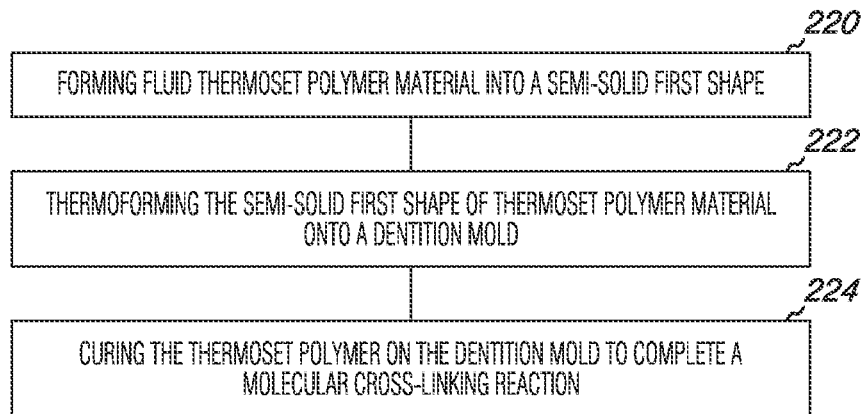 220
FORMING FLUID THERMOSET POLYMER MATERIAL INTO A SEMI-SOLID FIRST SHAPE
222
THERMOFORMING THE SEMI-SOLID FIRST SHAPE OF THERMOSET POLYMER MATERIAL
ONTO A DENTITION MOLD
224
CURING THE THERMOSET POLYMER ON THE DENTITION MOLD TO COMPLETE A
MOLECULAR CROSS-LINKING REACTION